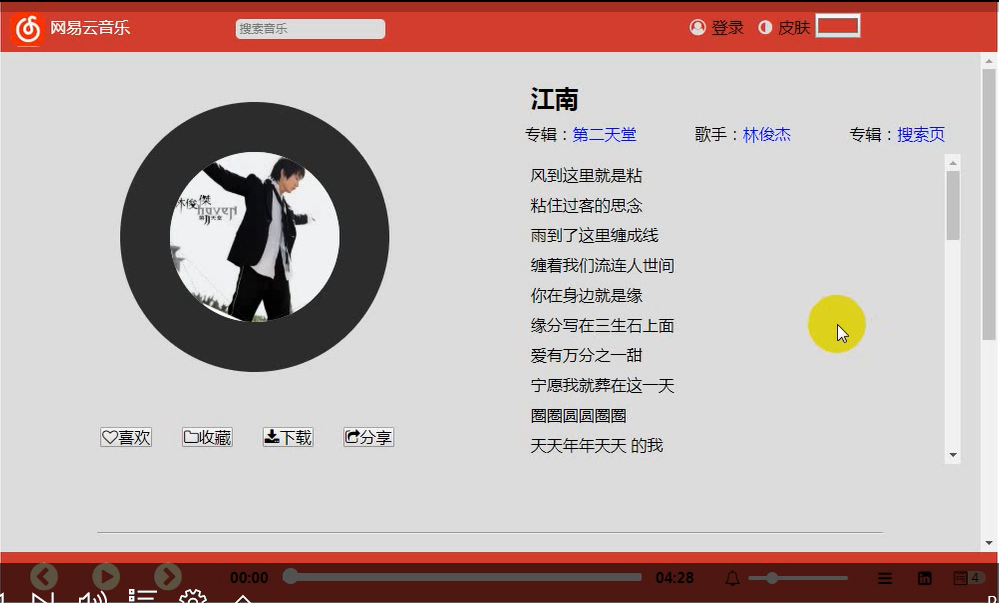 网易云音乐
搜索音乐
登录 皮肤
江南
专辑：第二天堂 歌手：林俊杰 专辑：搜索页
风到这里就是粘
粘住过客的思念
雨到了这里缠成线
缠着我们流连人世间
你在身边就是缘
缘分写在三生石上面
爱有万分之一甜
宁愿我就葬在这一天
圈圈圆圆圈圈
天天年年天天 的我
林俊傑
haven
第二天堂
喜欢 收藏 下载 分享
00:00 04:28 4